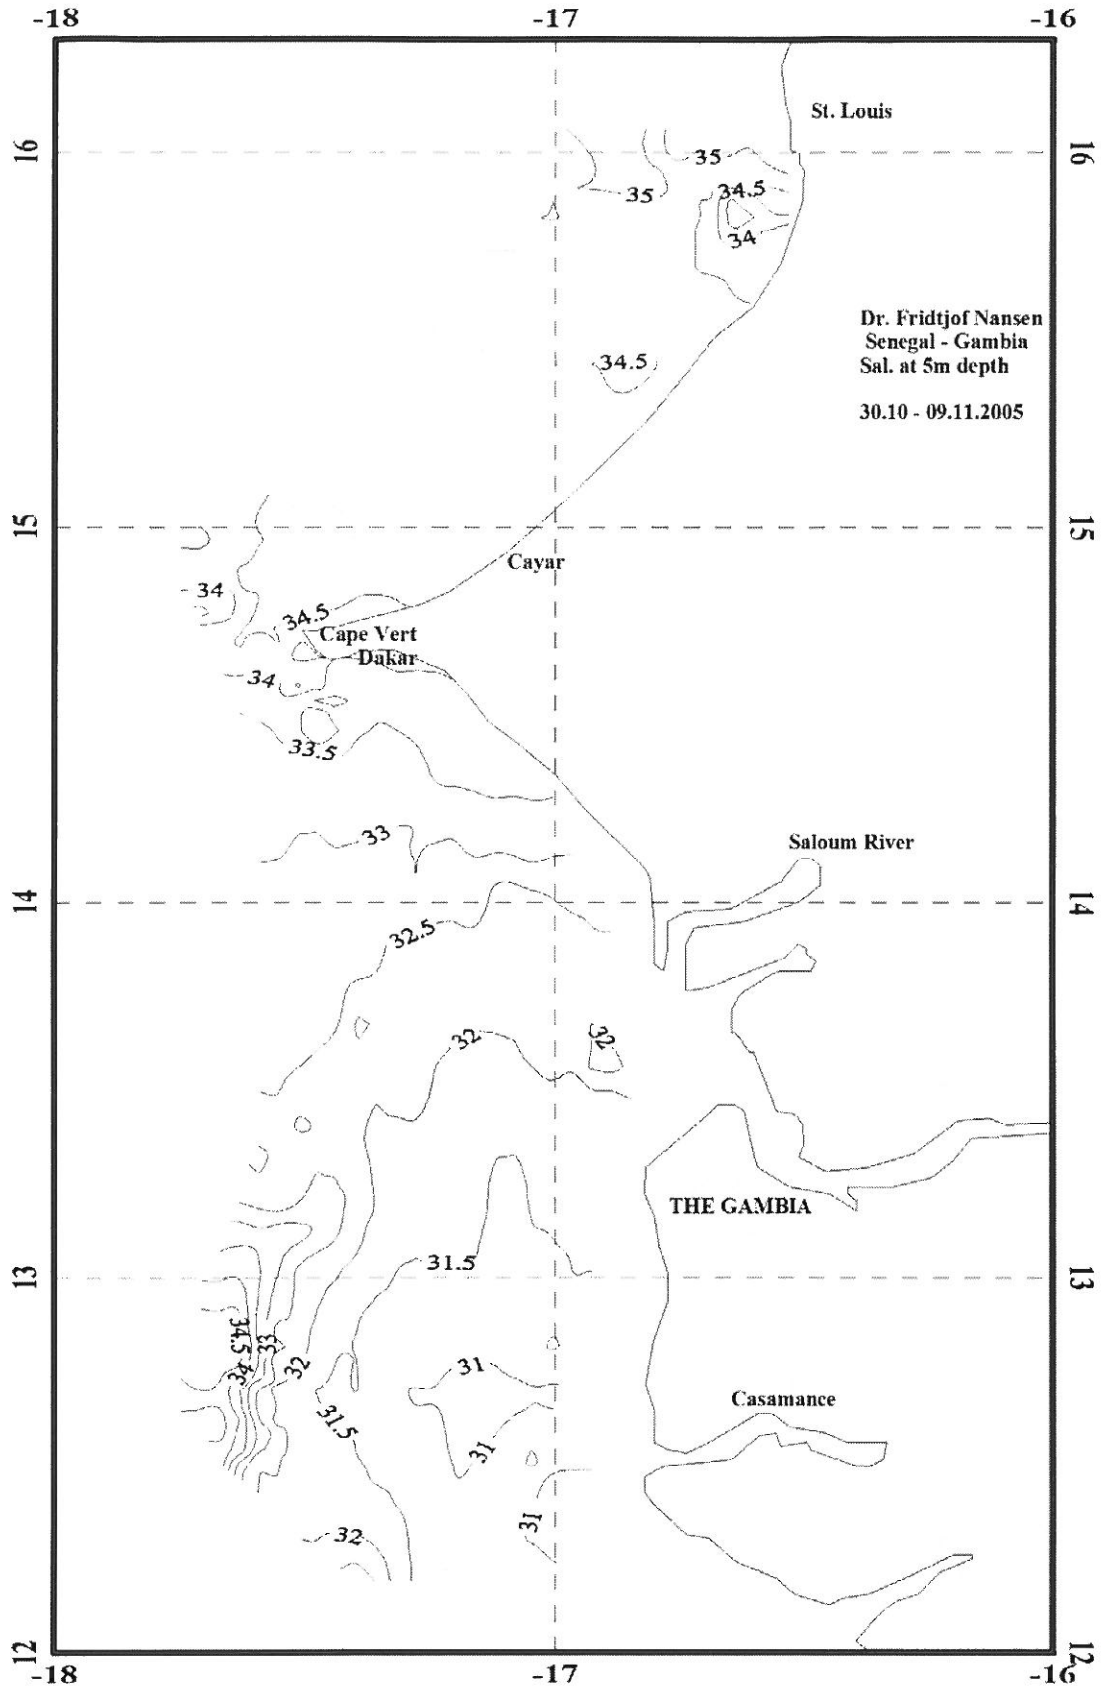 -18 -17 -16
St. Louis
16 16
35
34.5
35
34
Dr. Fridtjof Nansen
Senegal - Gambia
Sal. at 5m depth
34.5
30.10 - 09.11.2005
15 15
Cayar
34
34.5
Cape Vert
Dakar
34
33.5
33
Saloum River
14 14
32.5
32
32
THE GAMBIA
31.5
13 13
34.5
33
34
32
31
Casamance
31.5
31
31
32
12 12
-18 -17 -16